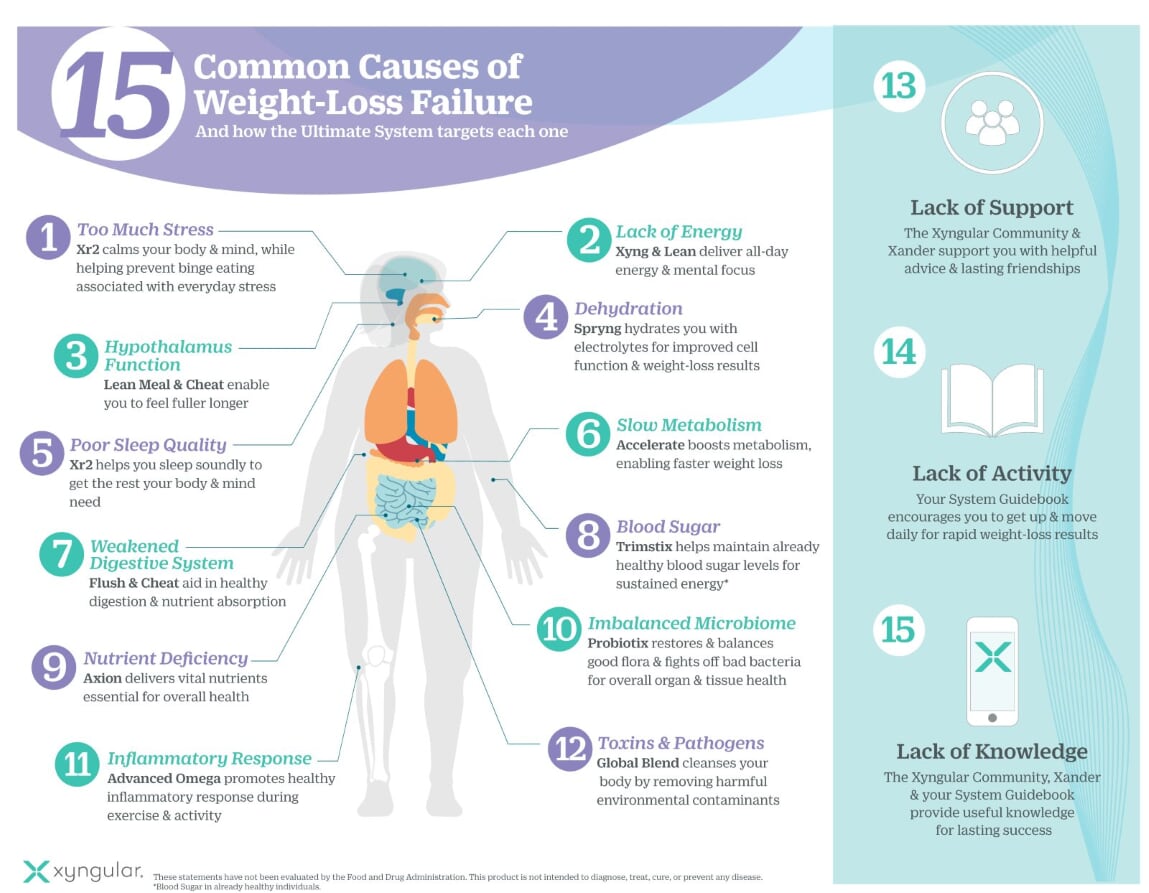 15
Common Causes of
Weight-Loss Failure
And how the Ultimate System targets each one
1
Too Much Stress
Xr2 calms your body & mind, while
helping prevent binge eating
associated with everyday stress
2
Lack of Energy
Xyng & Lean deliver all-day
energy & mental focus
3
Hypothalamus
Function
Lean Meal & Cheat enable
you to feel fuller longer
4
Dehydration
Spryng hydrates you with
electrolytes for improved cell
function & weight-loss results
5
Poor Sleep Quality
Xr2 helps you sleep soundly to
get the rest your body & mind
need
6
Slow Metabolism
Accelerate boosts metabolism,
enabling faster weight loss
7
Weakened
Digestive System
Flush & Cheat aid in healthy
digestion & nutrient absorption
8
Blood Sugar
Trimstix helps maintain already
healthy blood sugar levels for
sustained energy*
9
Nutrient Deficiency
Axion delivers vital nutrients
essential for overall health
10
Imbalanced Microbiome
Probiotix restores & balances
good flora & fights off bad bacteria
for overall organ & tissue health
11
Inflammatory Response
Advanced Omega promotes healthy
inflammatory response during
exercise & activity
12
Toxins & Pathogens
Global Blend cleanses your
body by removing harmful
environmental contaminants
13
Lack of Support
The Xyngular Community &
Xander support you with helpful
advice & lasting friendships
14
Lack of Activity
Your System Guidebook
encourages you to get up & move
daily for rapid weight-loss results
15
Lack of Knowledge
The Xyngular Community, Xander
& your System Guidebook
provide useful knowledge
for lasting success
xyngular.
These statements have not been evaluated by the Food and Drug Administration. This product is not intended to diagnose, treat, cure, or prevent any disease.
*Blood Sugar in already healthy individuals.